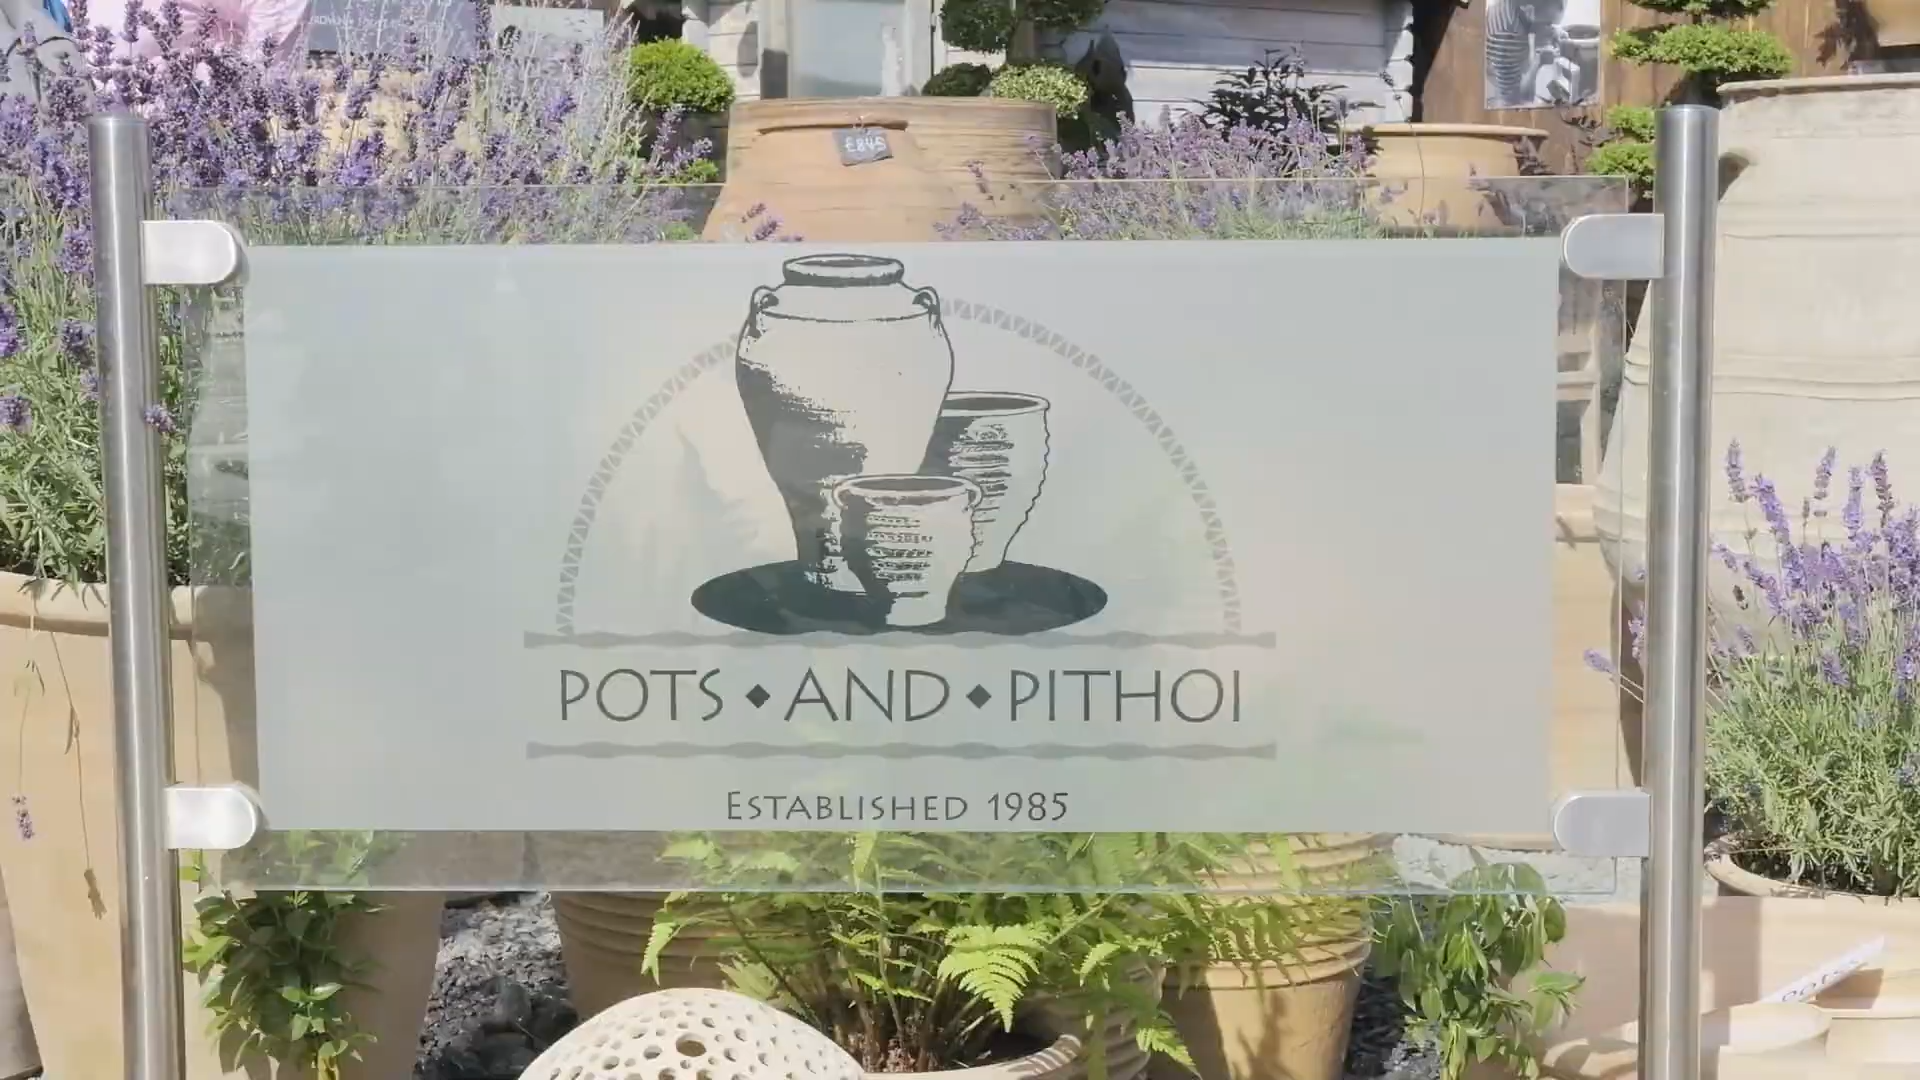 £845
POTS ◆ AND ◆ PITHOI
ESTABLISHED 1985